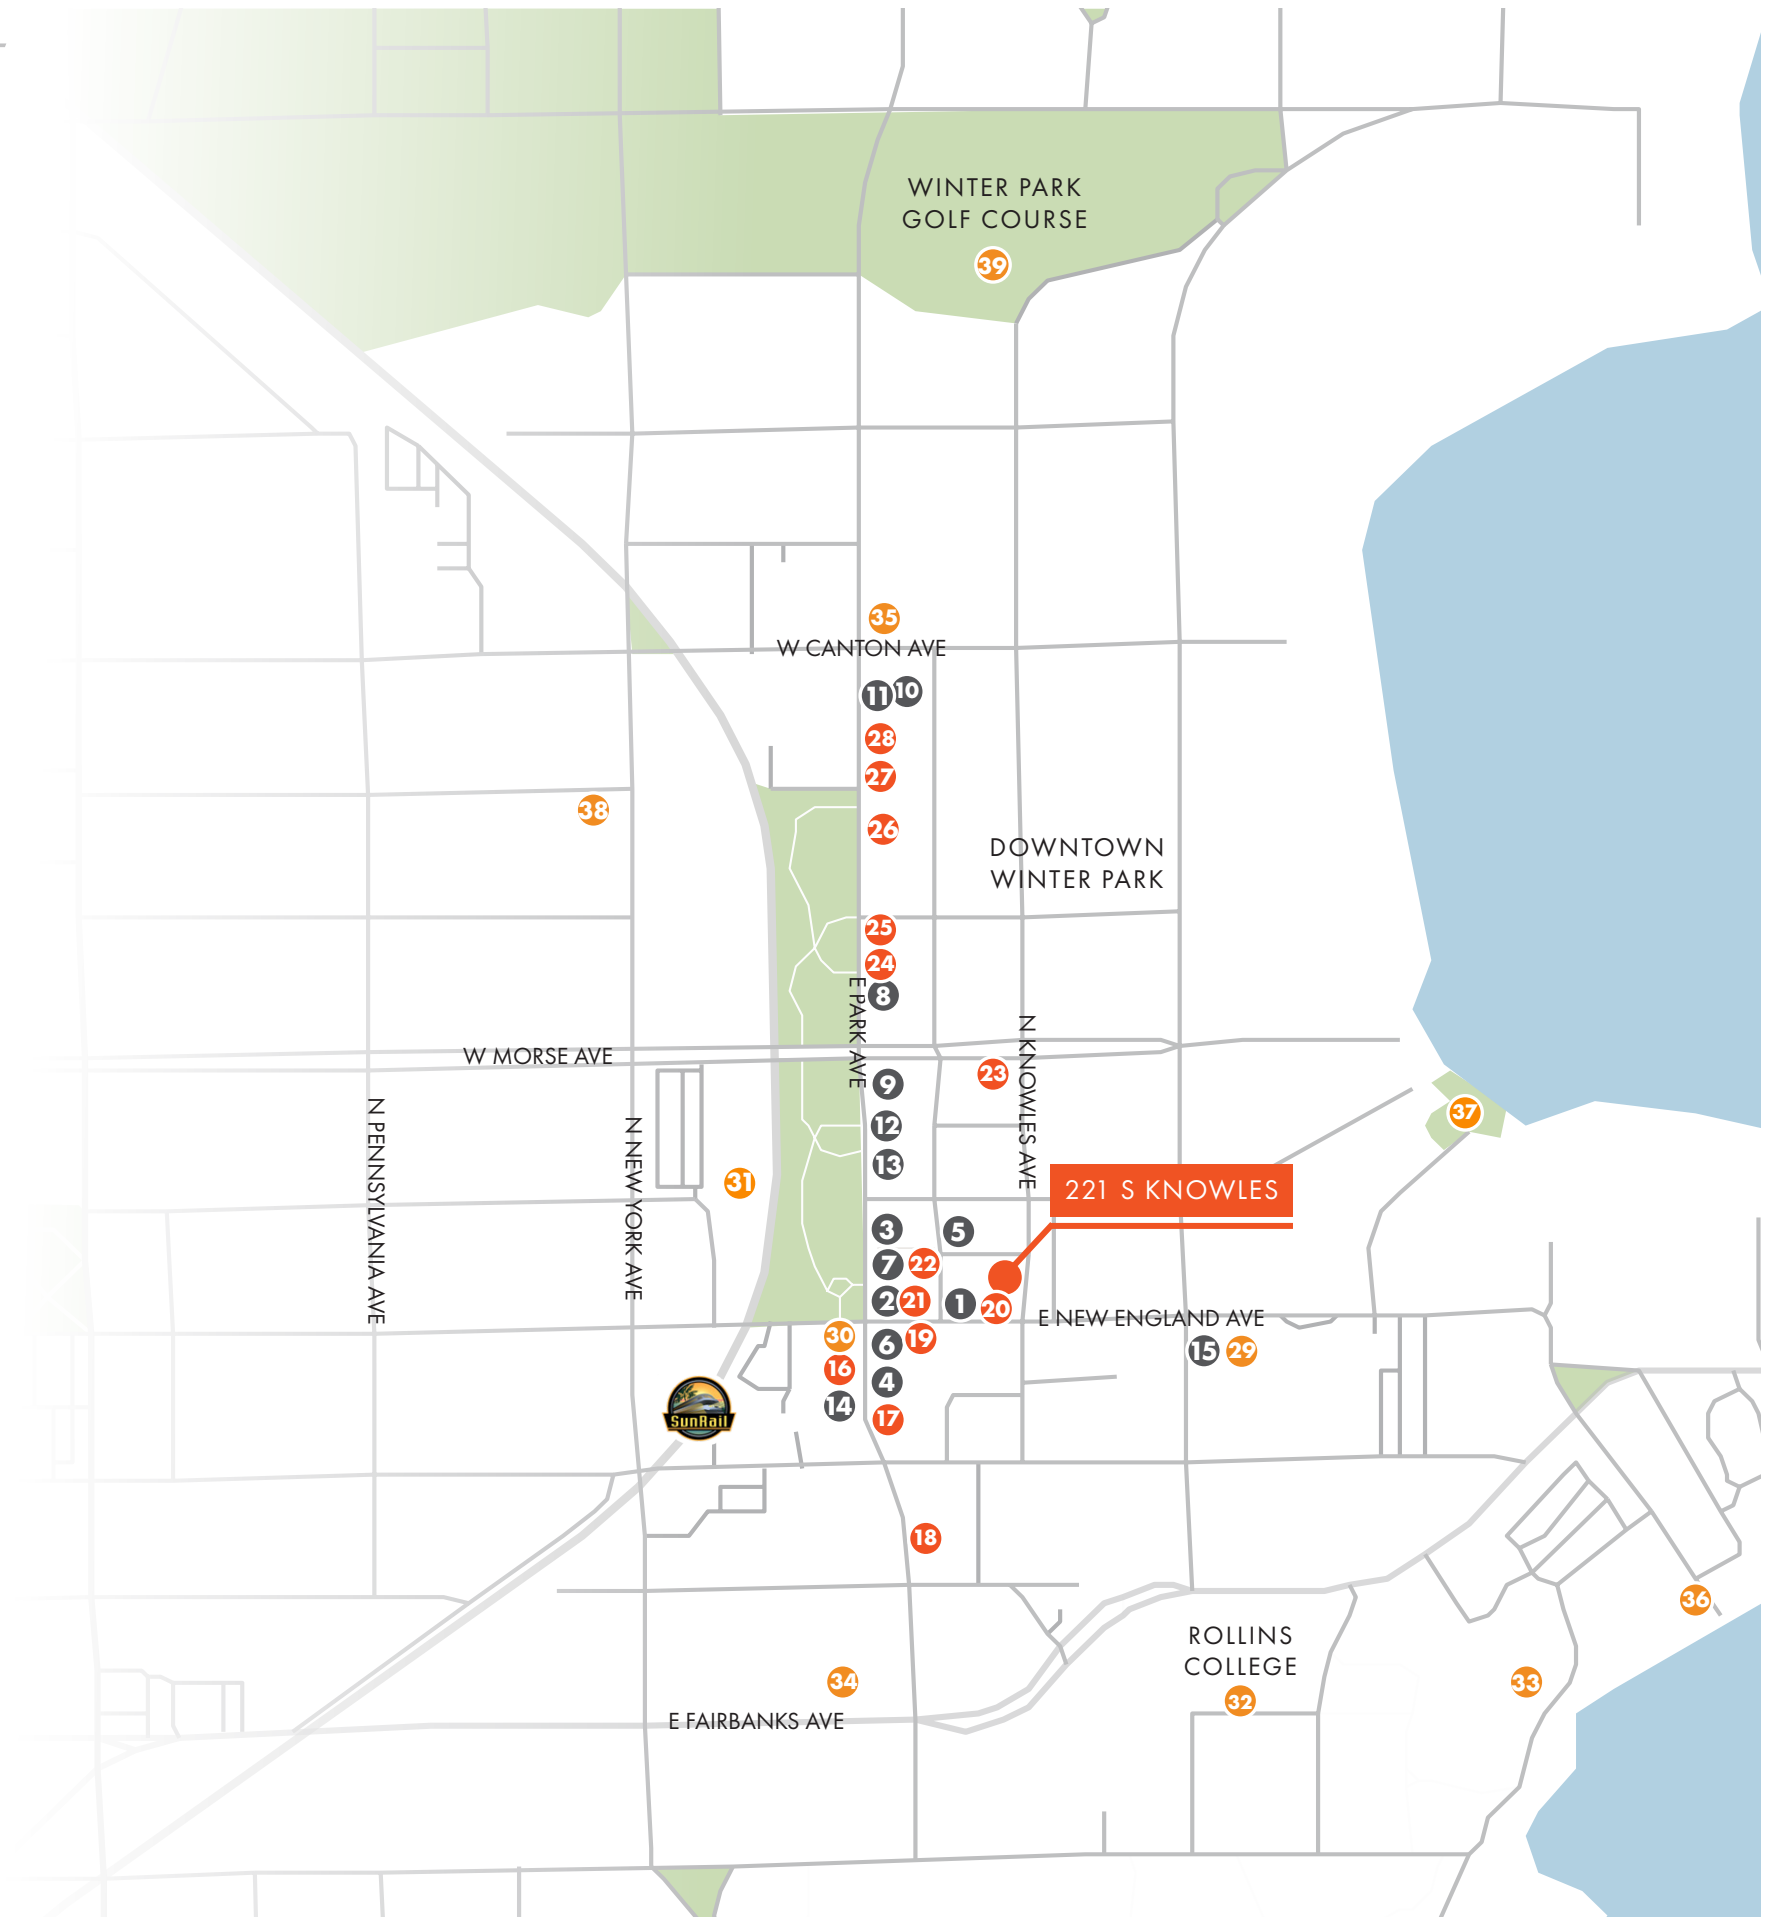 WINTER PARK
GOLF COURSE
39
35
W CANTON AVE
11
10
28
27
38
26
DOWNTOWN
WINTER PARK
25
24
8
E PARK AVE
N KNOWLES AVE
W MORSE AVE
23
9
N PENNSYLVANIA AVE
N NEW YORK AVE
37
12
13
31
221 S KNOWLES
3
5
7
22
2
21
1
20
E NEW ENGLAND AVE
30
6
19
15
29
16
4
14
17
SunRail
18
36
ROLLINS
COLLEGE
34
32
33
E FAIRBANKS AVE